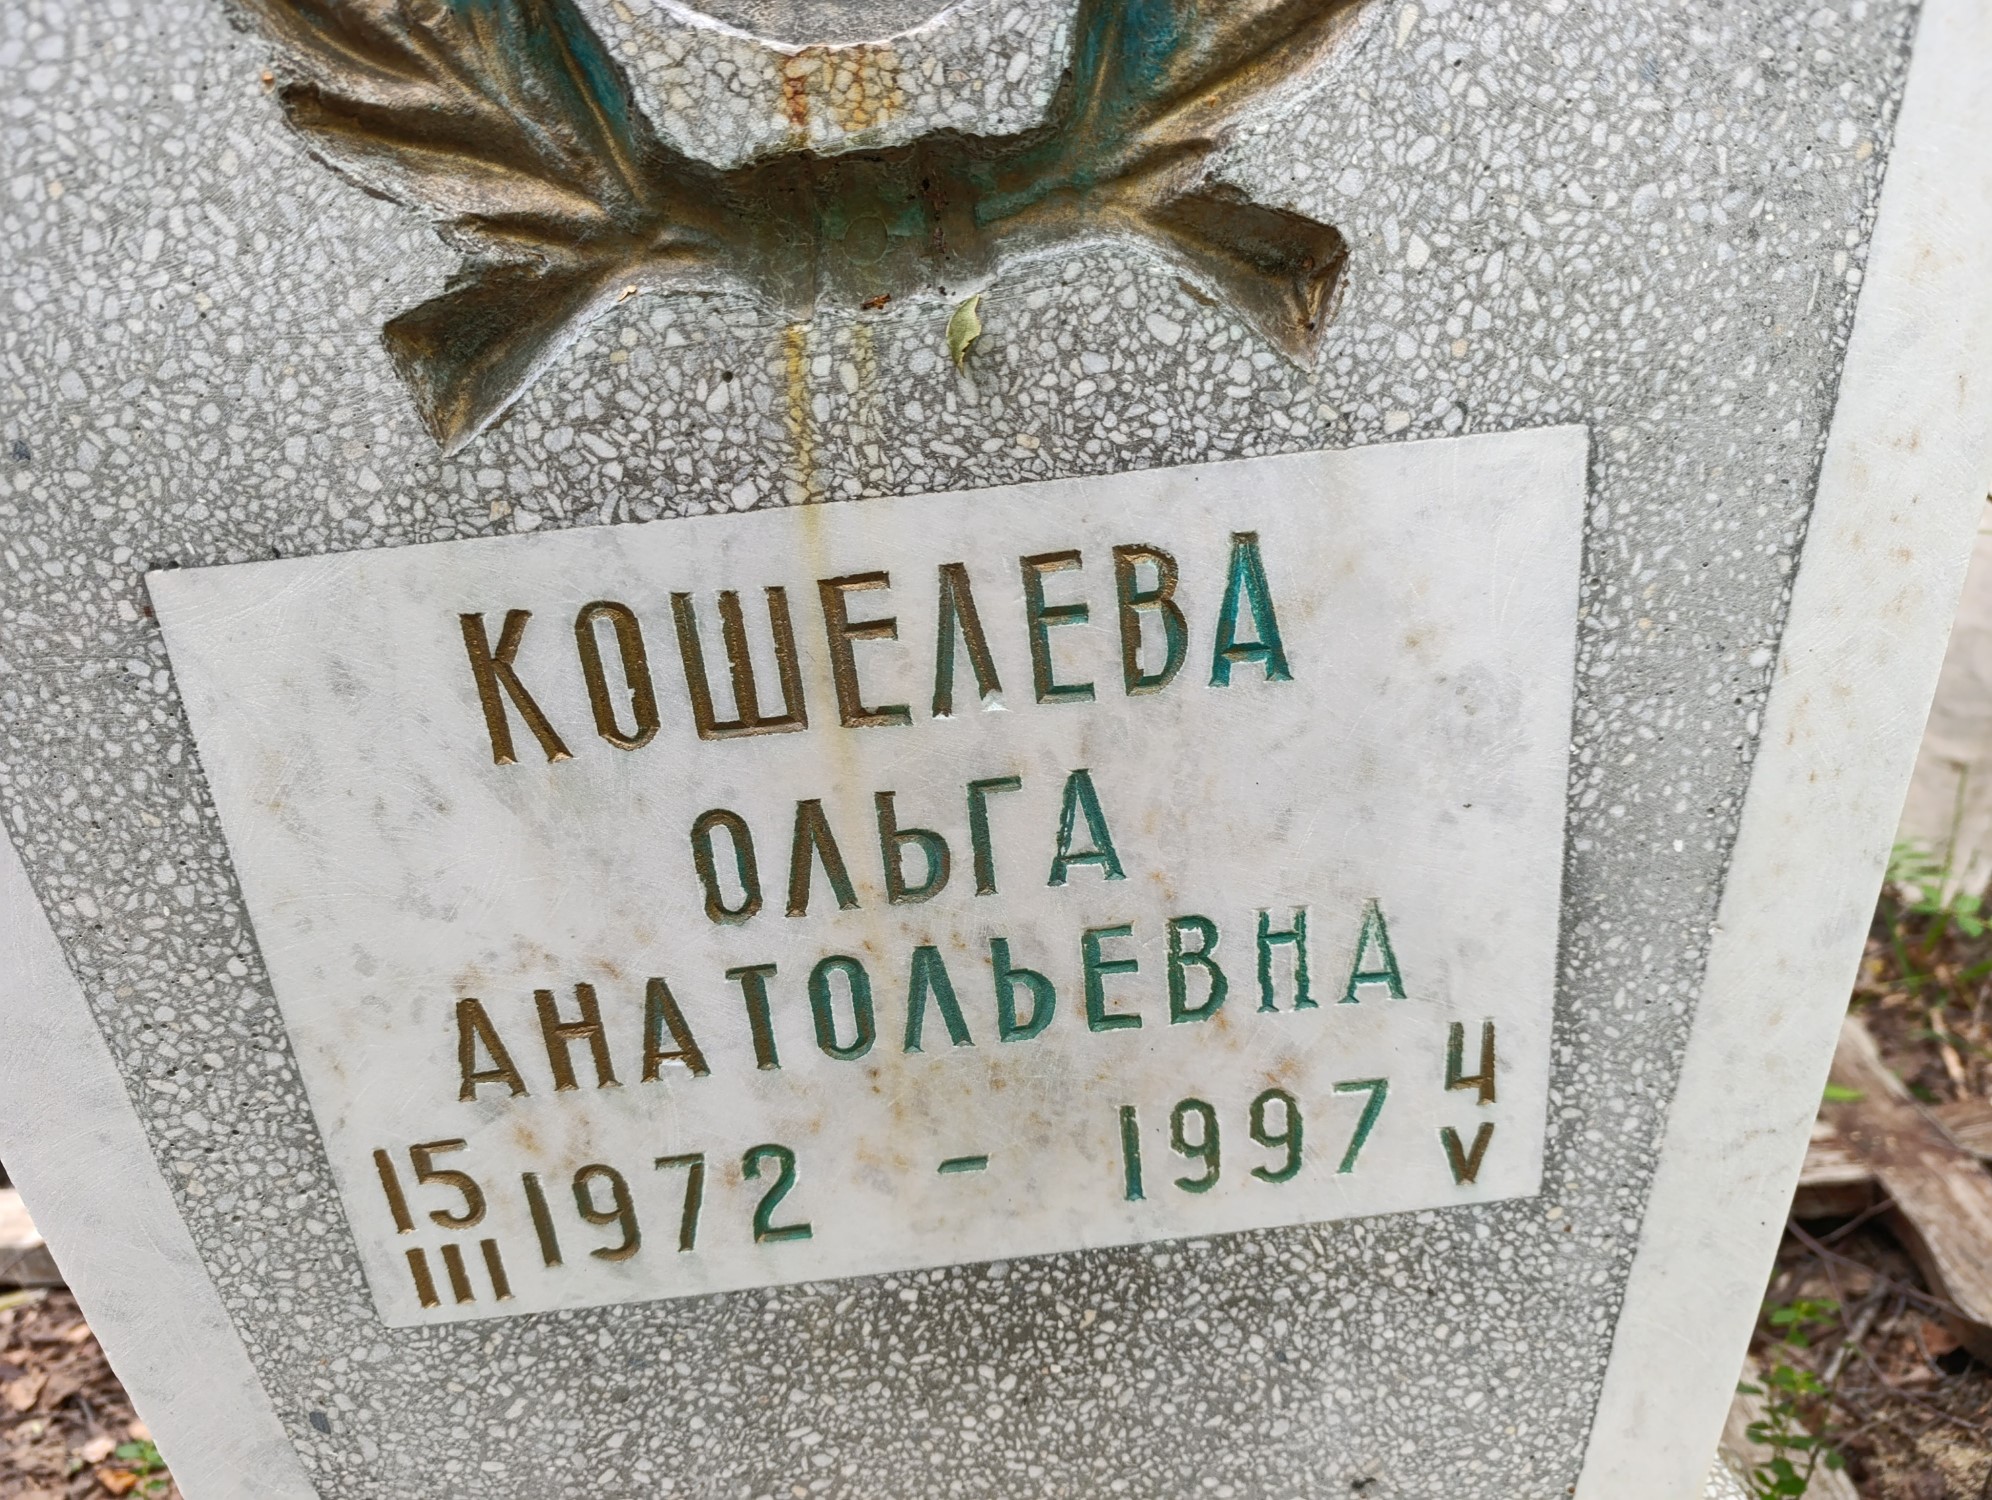 КОШЕЛЕВА
ОЛЬГА
АНАТОЛЬЕВНА
15 III 1972 - 1997 4 V